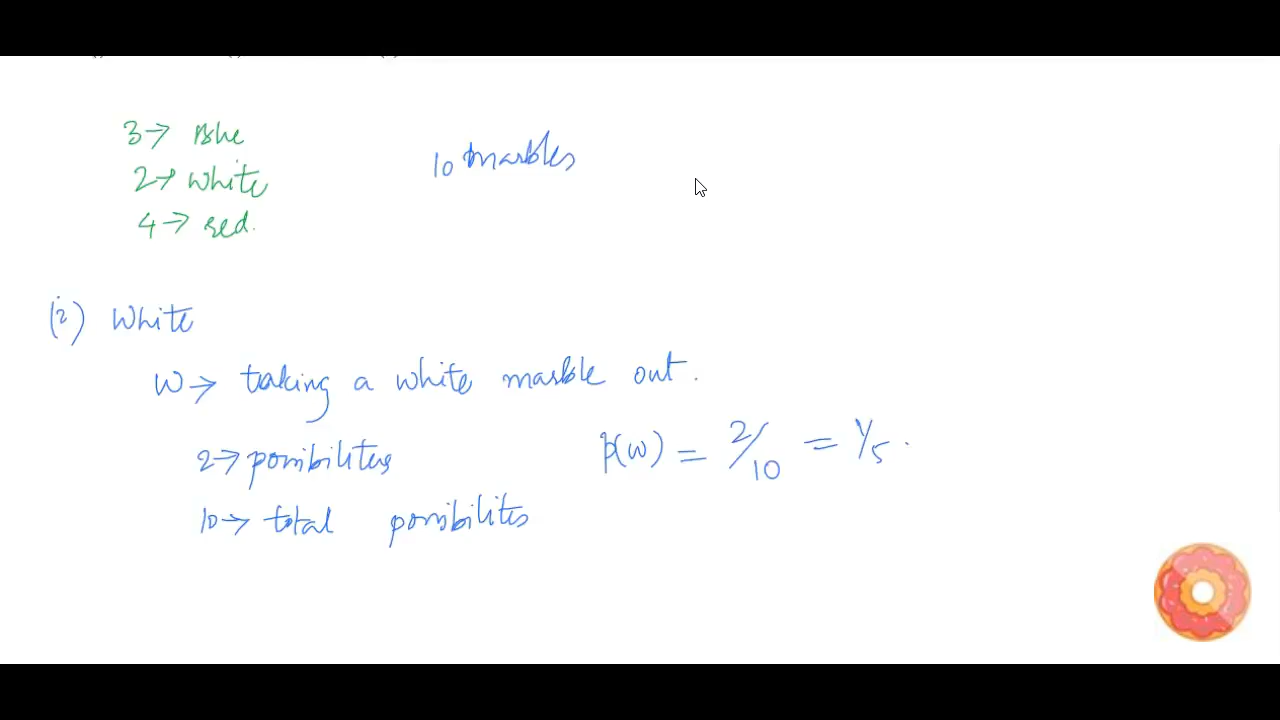 3→ Blue
2→ white
4→ red.
10 marbles
(i) White
W → taking a white marble out.
2→ possibilities
p(w) = 2/10 = 1/5.
10→ total possibilites